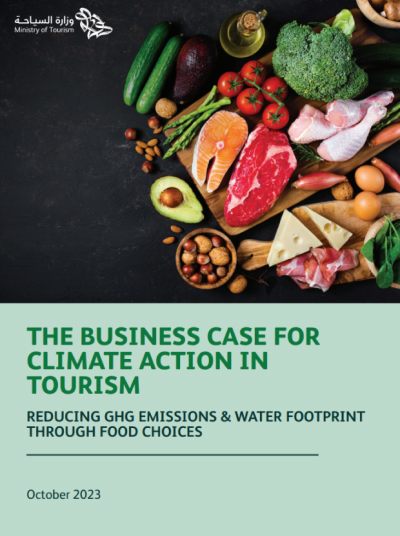 وزارة السياحة
Ministry of Tourism
THE BUSINESS CASE FOR
CLIMATE ACTION IN
TOURISM
REDUCING GHG EMISSIONS & WATER FOOTPRINT
THROUGH FOOD CHOICES
October 2023